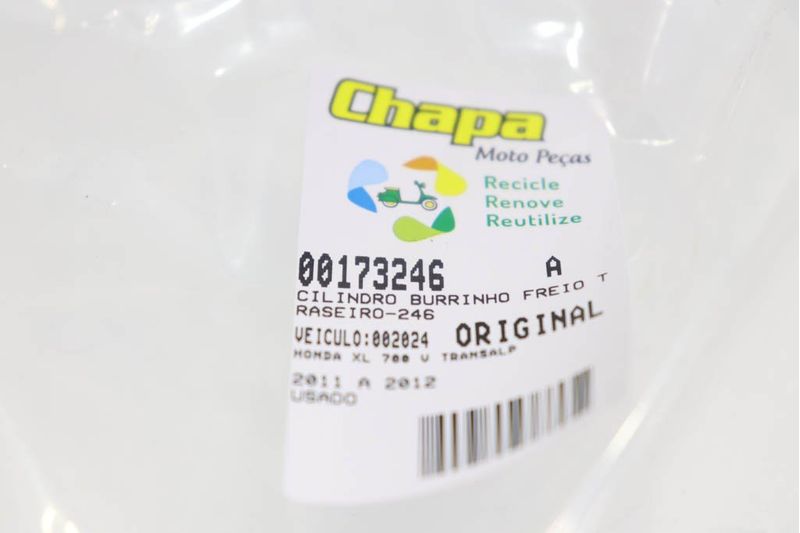 Chapa
Moto Peças
Recicle
Renove
Reutilize
00173246 A
CILINDRO BURRINHO FREIO T
RASEIRO-246
VEICULO:002024 ORIGINAL
HONDA XL 700 V TRANSALP
2011 A 2012
USADO